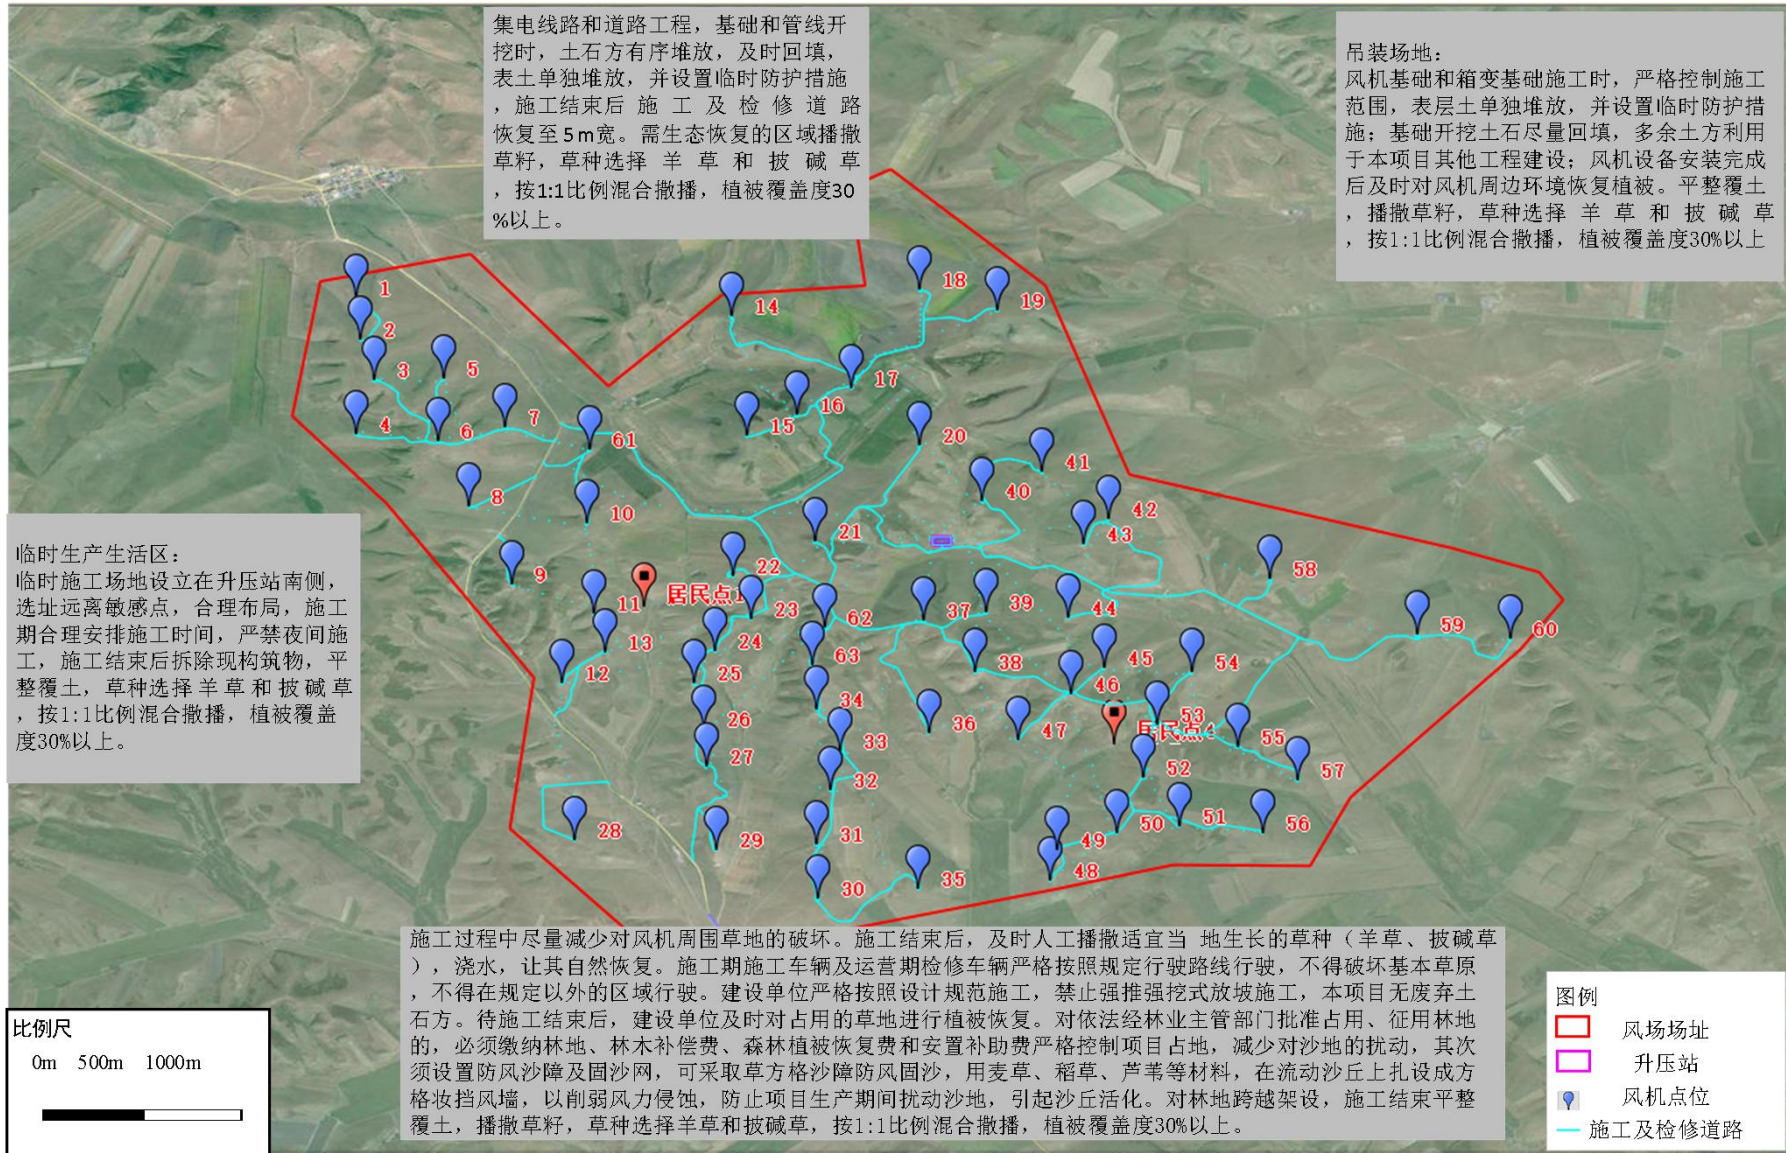 集电线路和道路工程，基础和管线开
挖时，土石方有序堆放，及时回填，
表土单独堆放，并设置临时防护措施
，施工结束后 施 工 及 检 修 道 路
恢复至5m宽。需生态恢复的区域播撒
草籽，草种选择 羊 草 和 披 碱 草
，按1:1比例混合撒播，植被覆盖度30
%以上。
吊装场地：
风机基础和箱变基础施工时，严格控制施工
范围，表层土单独堆放，并设置临时防护措
施；基础开挖土石尽量回填，多余土方利用
于本项目其他工程建设；风机设备安装完成
后及时对风机周边环境恢复植被。平整覆土
，播撒草籽，草种选择 羊 草 和 披 碱 草
，按1:1比例混合撒播，植被覆盖度30%以上
1
2
3
4
5
6
7
8
9
10
11
12
13
14
15
16
17
18
19
20
21
22
23
24
25
26
27
28
29
30
31
32
33
34
35
36
37
38
39
40
41
42
43
44
45
46
47
48
49
50
51
52
53
54
55
56
57
58
59
60
61
62
63
居民点1
居民点
临时生产生活区：
临时施工场地设立在升压站南侧，
选址远离敏感点，合理布局，施工
期合理安排施工时间，严禁夜间施
工，施工结束后拆除现构筑物，平
整覆土，草种选择 羊 草 和 披 碱 草
，按1:1比例混合撒播，植被覆盖
度30%以上。
施工过程中尽量减少对风机周围草地的破坏。施工结束后，及时人工播撒适宜当 地生长的草种（羊草、披碱草
），浇水，让其自然恢复。施工期施工车辆及运营期检修车辆严格按照规定行驶路线行驶，不得破坏基本草原
，不得在规定以外的区域行驶。建设单位严格按照设计规范施工，禁止强推强挖式放坡施工，本项目无废弃土
石方。待施工结束后，建设单位及时对占用的草地进行植被恢复。对依法经林业主管部门批准占用、征用林地
的，必须缴纳林地、林木补偿费、森林植被恢复费和安置补助费严格控制项目占地，减少对沙地的扰动，其次
须设置防风沙障及固沙网，可采取草方格沙障防风固沙，用麦草、稻草、芦苇等材料，在流动沙丘上扎设成方
格妆挡风墙，以削弱风力侵蚀，防止项目生产期间扰动沙地，引起沙丘活化。对林地跨越架设，施工结束平整
覆土，播撒草籽，草种选择羊草和披碱草，按1:1比例混合撒播，植被覆盖度30%以上。
比例尺
0m 500m 1000m
图例
风场场址
升压站
风机点位
施工及检修道路